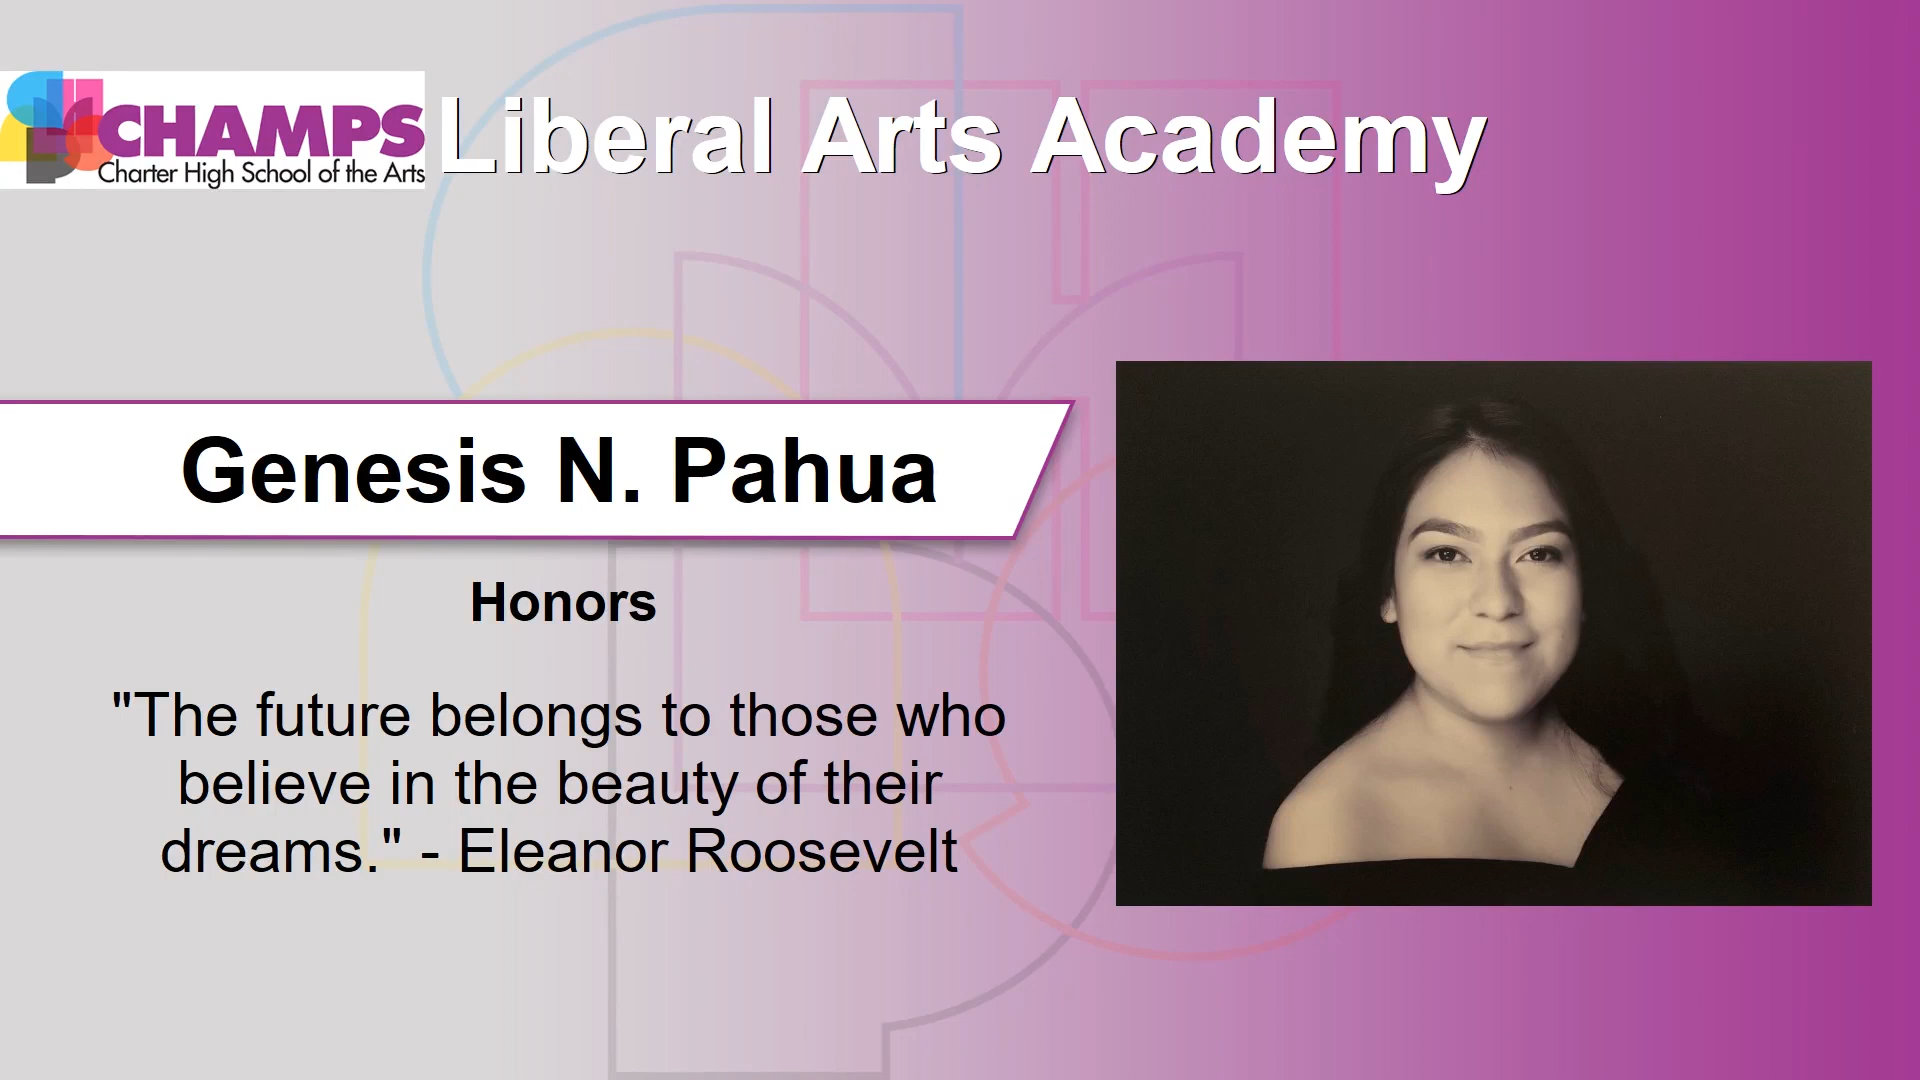 CHAMPS
Charter High School of the Arts
Liberal Arts Academy
Genesis N. Pahua
Honors
"The future belongs to those who
believe in the beauty of their
dreams." - Eleanor Roosevelt